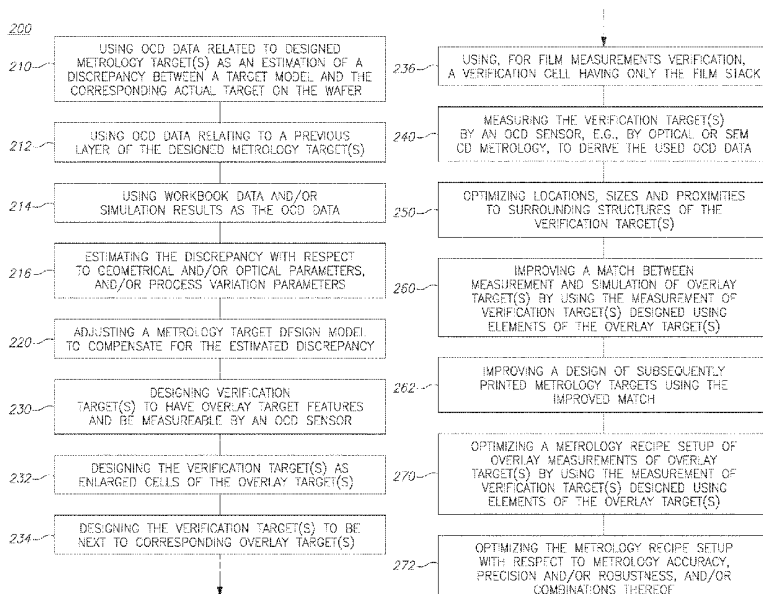 200
210
USING OCD DATA RELATED TO DESIGNED
METROLOGY TARGET(S) AS AN ESTIMATION OF A
DISCREPANCY BETWEEN A TARGET MODEL AND THE
CORRESPONDING ACTUAL TARGET ON THE WAFER
212
USING OCD DATA RELATING TO A PREVIOUS
LAYER OF THE DESIGNED METROLOGY TARGET(S)
214
USING WORKBOOK DATA AND/OR
SIMULATION RESULTS AS THE OCD DATA
216
ESTIMATING THE DISCREPANCY WITH RESPECT
TO GEOMETRICAL AND/OR OPTICAL PARAMETERS,
AND/OR PROCESS VARIATION PARAMETERS
220
ADJUSTING A METROLOGY TARGET DESIGN MODEL
TO COMPENSATE FOR THE ESTIMATED DISCREPANCY
230
DESIGNING VERIFICATION
TARGET(S) TO HAVE OVERLAY TARGET FEATURES
AND BE MEASUREABLE BY AN OCD SENSOR
232
DESIGNING THE VERIFICATION TARGET(S) AS
ENLARGED CELLS OF THE OVERLAY TARGET(S)
234
DESIGNING THE VERIFICATION TARGET(S) TO BE
NEXT TO CORRESPONDING OVERLAY TARGET(S)
236
USING, FOR FILM MEASUREMENTS VERIFICATION,
A VERIFICATION CELL HAVING ONLY THE FILM STACK
240
MEASURING THE VERIFICATION TARGET(S)
BY AN OCD SENSOR, E.G., BY OPTICAL OR SEM
CD METROLOGY, TO DERIVE THE USED OCD DATA
250
OPTIMIZING LOCATIONS, SIZES AND PROXIMITIES
TO SURROUNDING STRUCTURES OF THE
VERIFICATION TARGET(S)
260
IMPROVING A MATCH BETWEEN
MEASUREMENT AND SIMULATION OF OVERLAY
TARGET(S) BY USING THE MEASUREMENT OF
VERIFICATION TARGET(S) DESIGNED USING
ELEMENTS OF THE OVERLAY TARGET(S)
262
IMPROVING A DESIGN OF SUBSEQUENTLY
PRINTED METROLOGY TARGETS USING THE
IMPROVED MATCH
270
OPTIMIZING A METROLOGY RECIPE SETUP OF
OVERLAY MEASUREMENTS OF OVERLAY
TARGET(S) BY USING THE MEASUREMENT OF
VERIFICATION TARGET(S) DESIGNED USING
ELEMENTS OF THE OVERLAY TARGET(S)
272
OPTIMIZING THE METROLOGY RECIPE SETUP
WITH RESPECT TO METROLOGY ACCURACY,
PRECISION AND/OR ROBUSTNESS, AND/OR
COMBINATIONS THEREOF